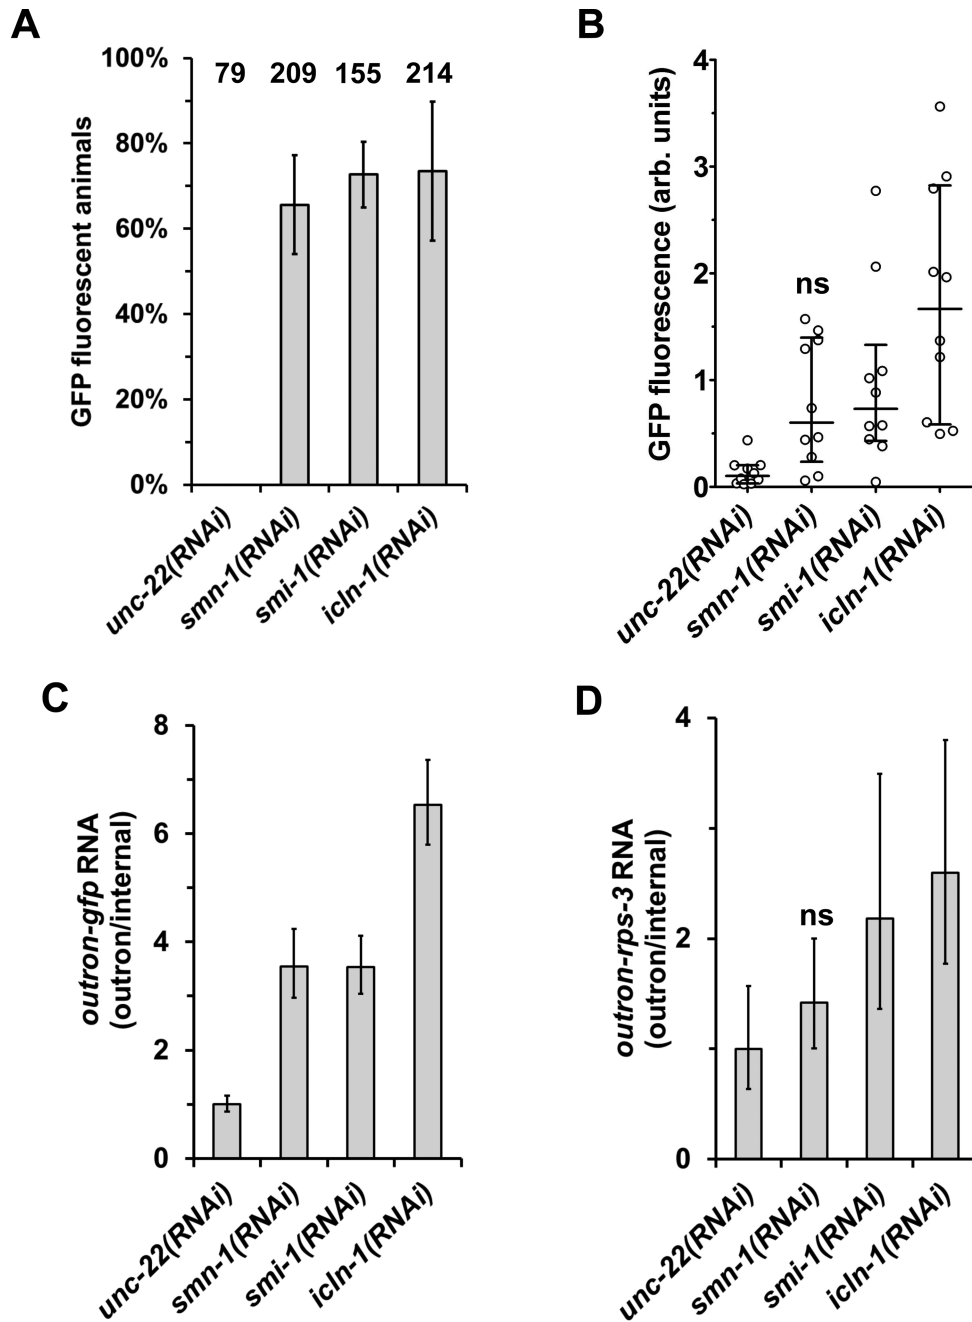 A
GFP fluorescent animals
100%
80%
60%
40%
20%
0%
79 209 155 214
unc-22(RNAi)
smn-1(RNAi)
smi-1(RNAi)
icln-1(RNAi)
B
GFP fluorescence (arb. units)
4
3
2
1
0
ns
unc-22(RNAi)
smn-1(RNAi)
smi-1(RNAi)
icln-1(RNAi)
C
outron-gfp RNA
(outron/internal)
8
6
4
2
0
unc-22(RNAi)
smn-1(RNAi)
smi-1(RNAi)
icln-1(RNAi)
D
outron-rps-3 RNA
(outron/internal)
4
2
0
ns
unc-22(RNAi)
smn-1(RNAi)
smi-1(RNAi)
icln-1(RNAi)